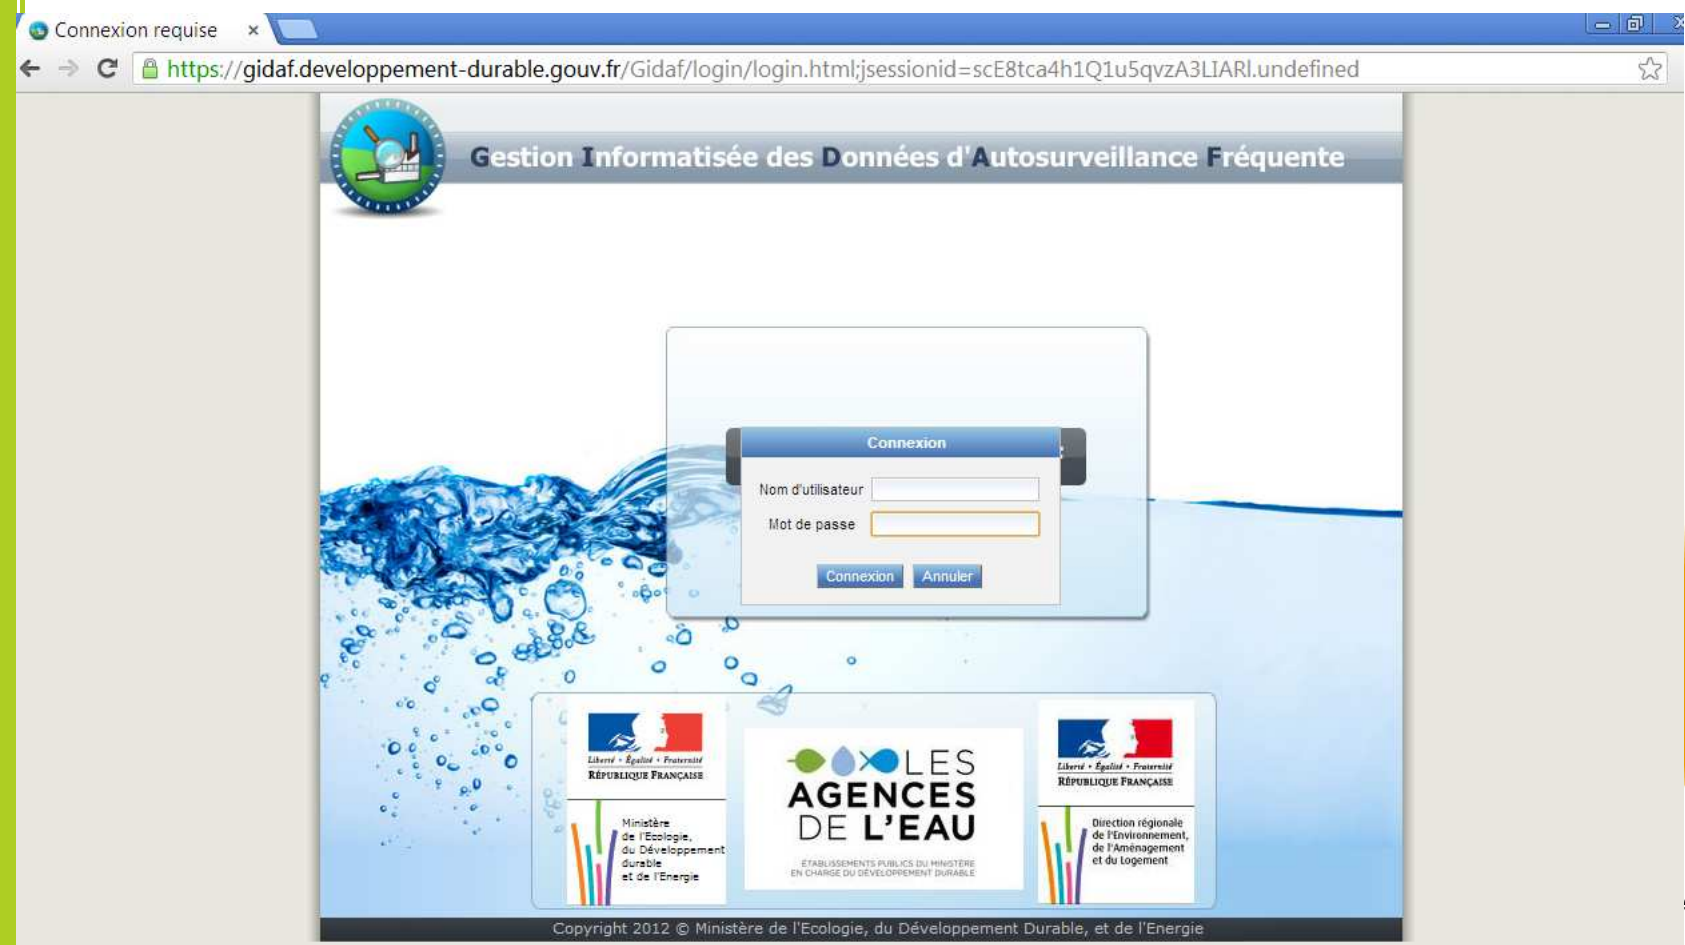 Connexion requise
https://gidaf.developpement-durable.gouv.fr/Gidaf/login/login.html;jsessionid=scE8tca4h1Q1u5qvzA3LIARl.undefined
Gestion Informatisée des Données d'Autosurveillance Fréquente
Connexion
Nom d'utilisateur
Mot de passe
Connexion Annuler
Liberté • Égalité • Fraternité
RÉPUBLIQUE FRANÇAISE
Ministère
de l'Ecologie,
du Développement
durable
et de l'Energie
LES
AGENCES
DE L'EAU
ÉTABLISSEMENTS PUBLICS DU MINISTÈRE
EN CHARGE DU DÉVELOPPEMENT DURABLE
Liberté • Égalité • Fraternité
RÉPUBLIQUE FRANÇAISE
Direction régionale
de l'Environnement,
de l'Aménagement
et du Logement
Copyright 2012 © Ministère de l'Ecologie, du Développement Durable, et de l'Energie